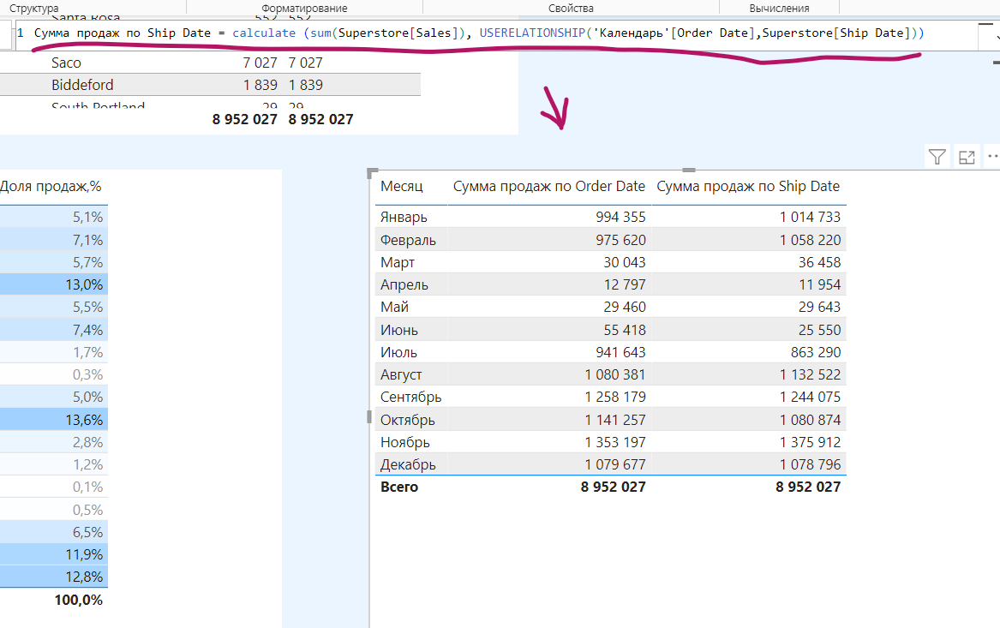 Структура Форматирование Свойства Вычисления
Santa Rosa 552 552
1 Сумма продаж по Ship Date = calculate (sum(Superstore[Sales]), USERELATIONSHIP('Календарь'[Order Date],Superstore[Ship Date]))
Saco 7 027 7 027
Biddeford 1 839 1 839
South Portland 29 29
8 952 027 8 952 027
Доля продаж,%
5,1%
7,1%
5,7%
13,0%
5,5%
7,4%
1,7%
0,3%
5,0%
13,6%
2,8%
1,2%
0,1%
0,5%
6,5%
11,9%
12,8%
100,0%
Месяц Сумма продаж по Order Date Сумма продаж по Ship Date
Январь 994 355 1 014 733
Февраль 975 620 1 058 220
Март 30 043 36 458
Апрель 12 797 11 954
Май 29 460 29 643
Июнь 55 418 25 550
Июль 941 643 863 290
Август 1 080 381 1 132 522
Сентябрь 1 258 179 1 244 075
Октябрь 1 141 257 1 080 874
Ноябрь 1 353 197 1 375 912
Декабрь 1 079 677 1 078 796
Всего 8 952 027 8 952 027